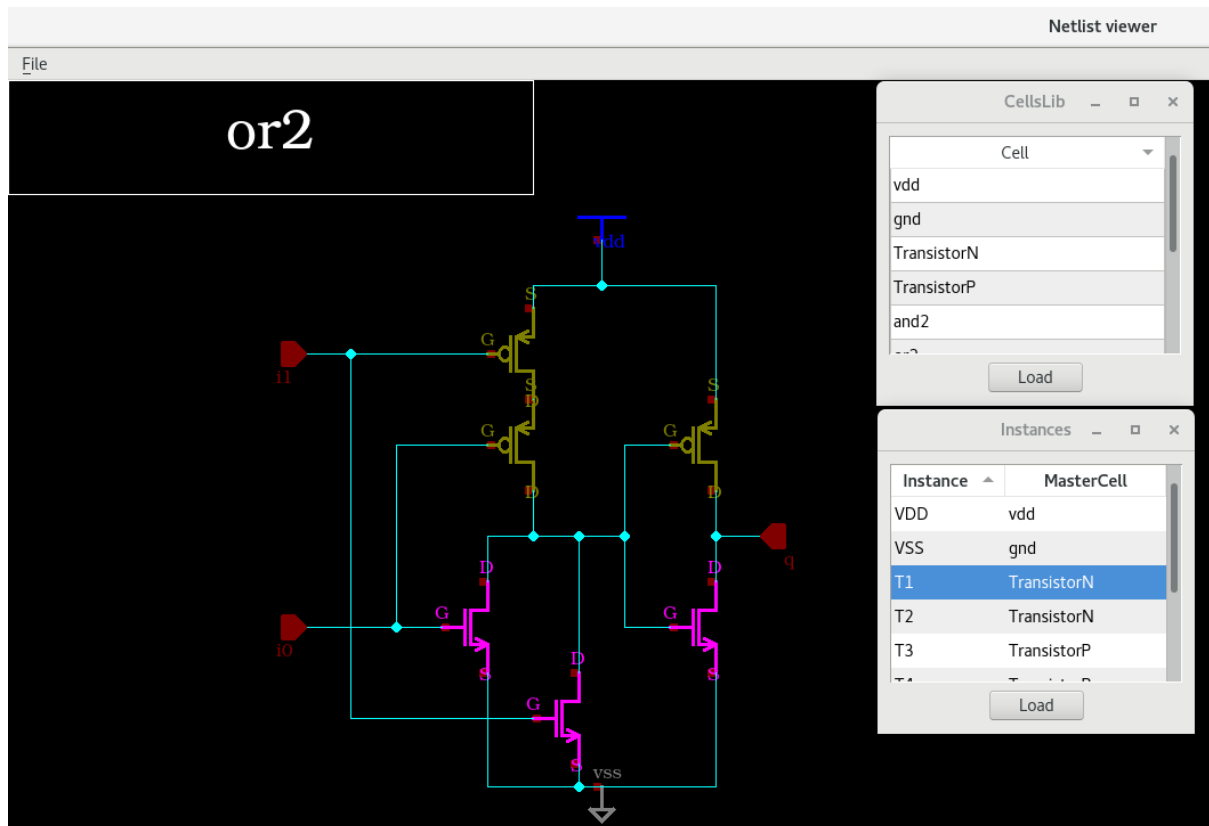 Netlist viewer
File
or2
CellsLib
Cell
vdd
gnd
TransistorN
TransistorP
and2
or2
Load
Instances
Instance MasterCell
VDD vdd
VSS gnd
T1 TransistorN
T2 TransistorN
T3 TransistorP
Load
vdd
S
G
i1
S
D
S
G
G
D
D
q
D
D
G
G
i0
D
S
S
G
S
vss